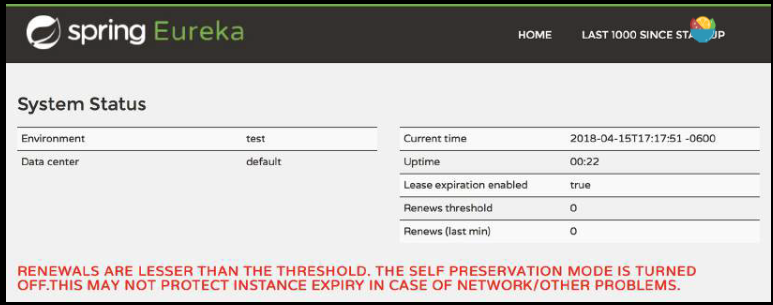 spring Eureka
HOME LAST 1000 SINCE STA UP
System Status
Environment test
Data center default
Current time 2018-04-15T17:17:51 -0600
Uptime 00:22
Lease expiration enabled true
Renews threshold 0
Renews (last min) 0
RENEWALS ARE LESSER THAN THE THRESHOLD. THE SELF PRESERVATION MODE IS TURNED
OFF.THIS MAY NOT PROTECT INSTANCE EXPIRY IN CASE OF NETWORK/OTHER PROBLEMS.